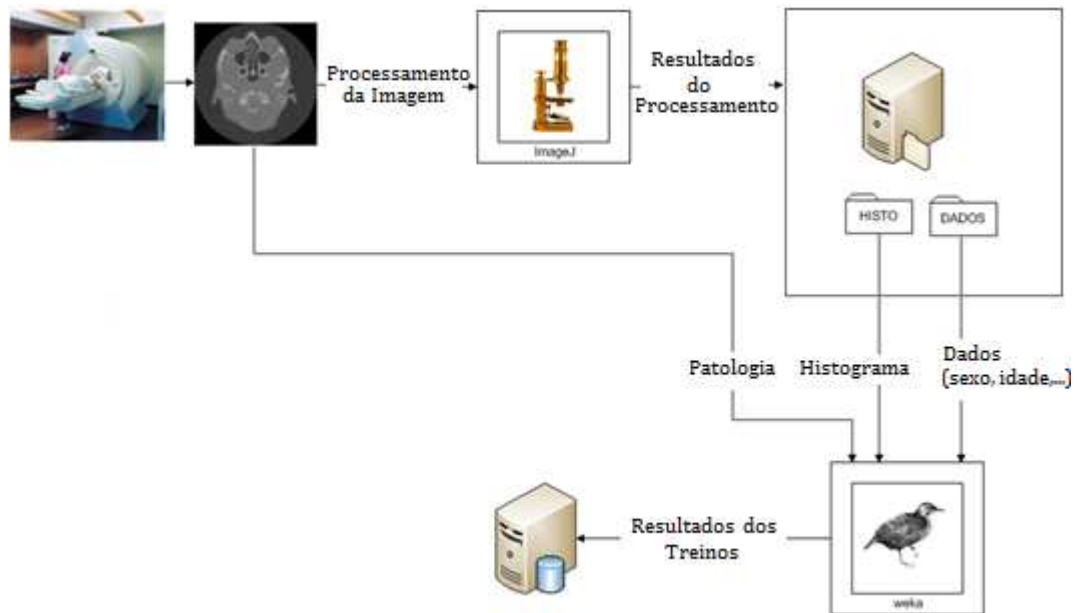 Processamento
da Imagem
ImageJ
Resultados
do
Processamento
HISTO
DADOS
Patologia
Histograma
Dados
(sexo, idade,...)
Resultados dos
Treinos
weka